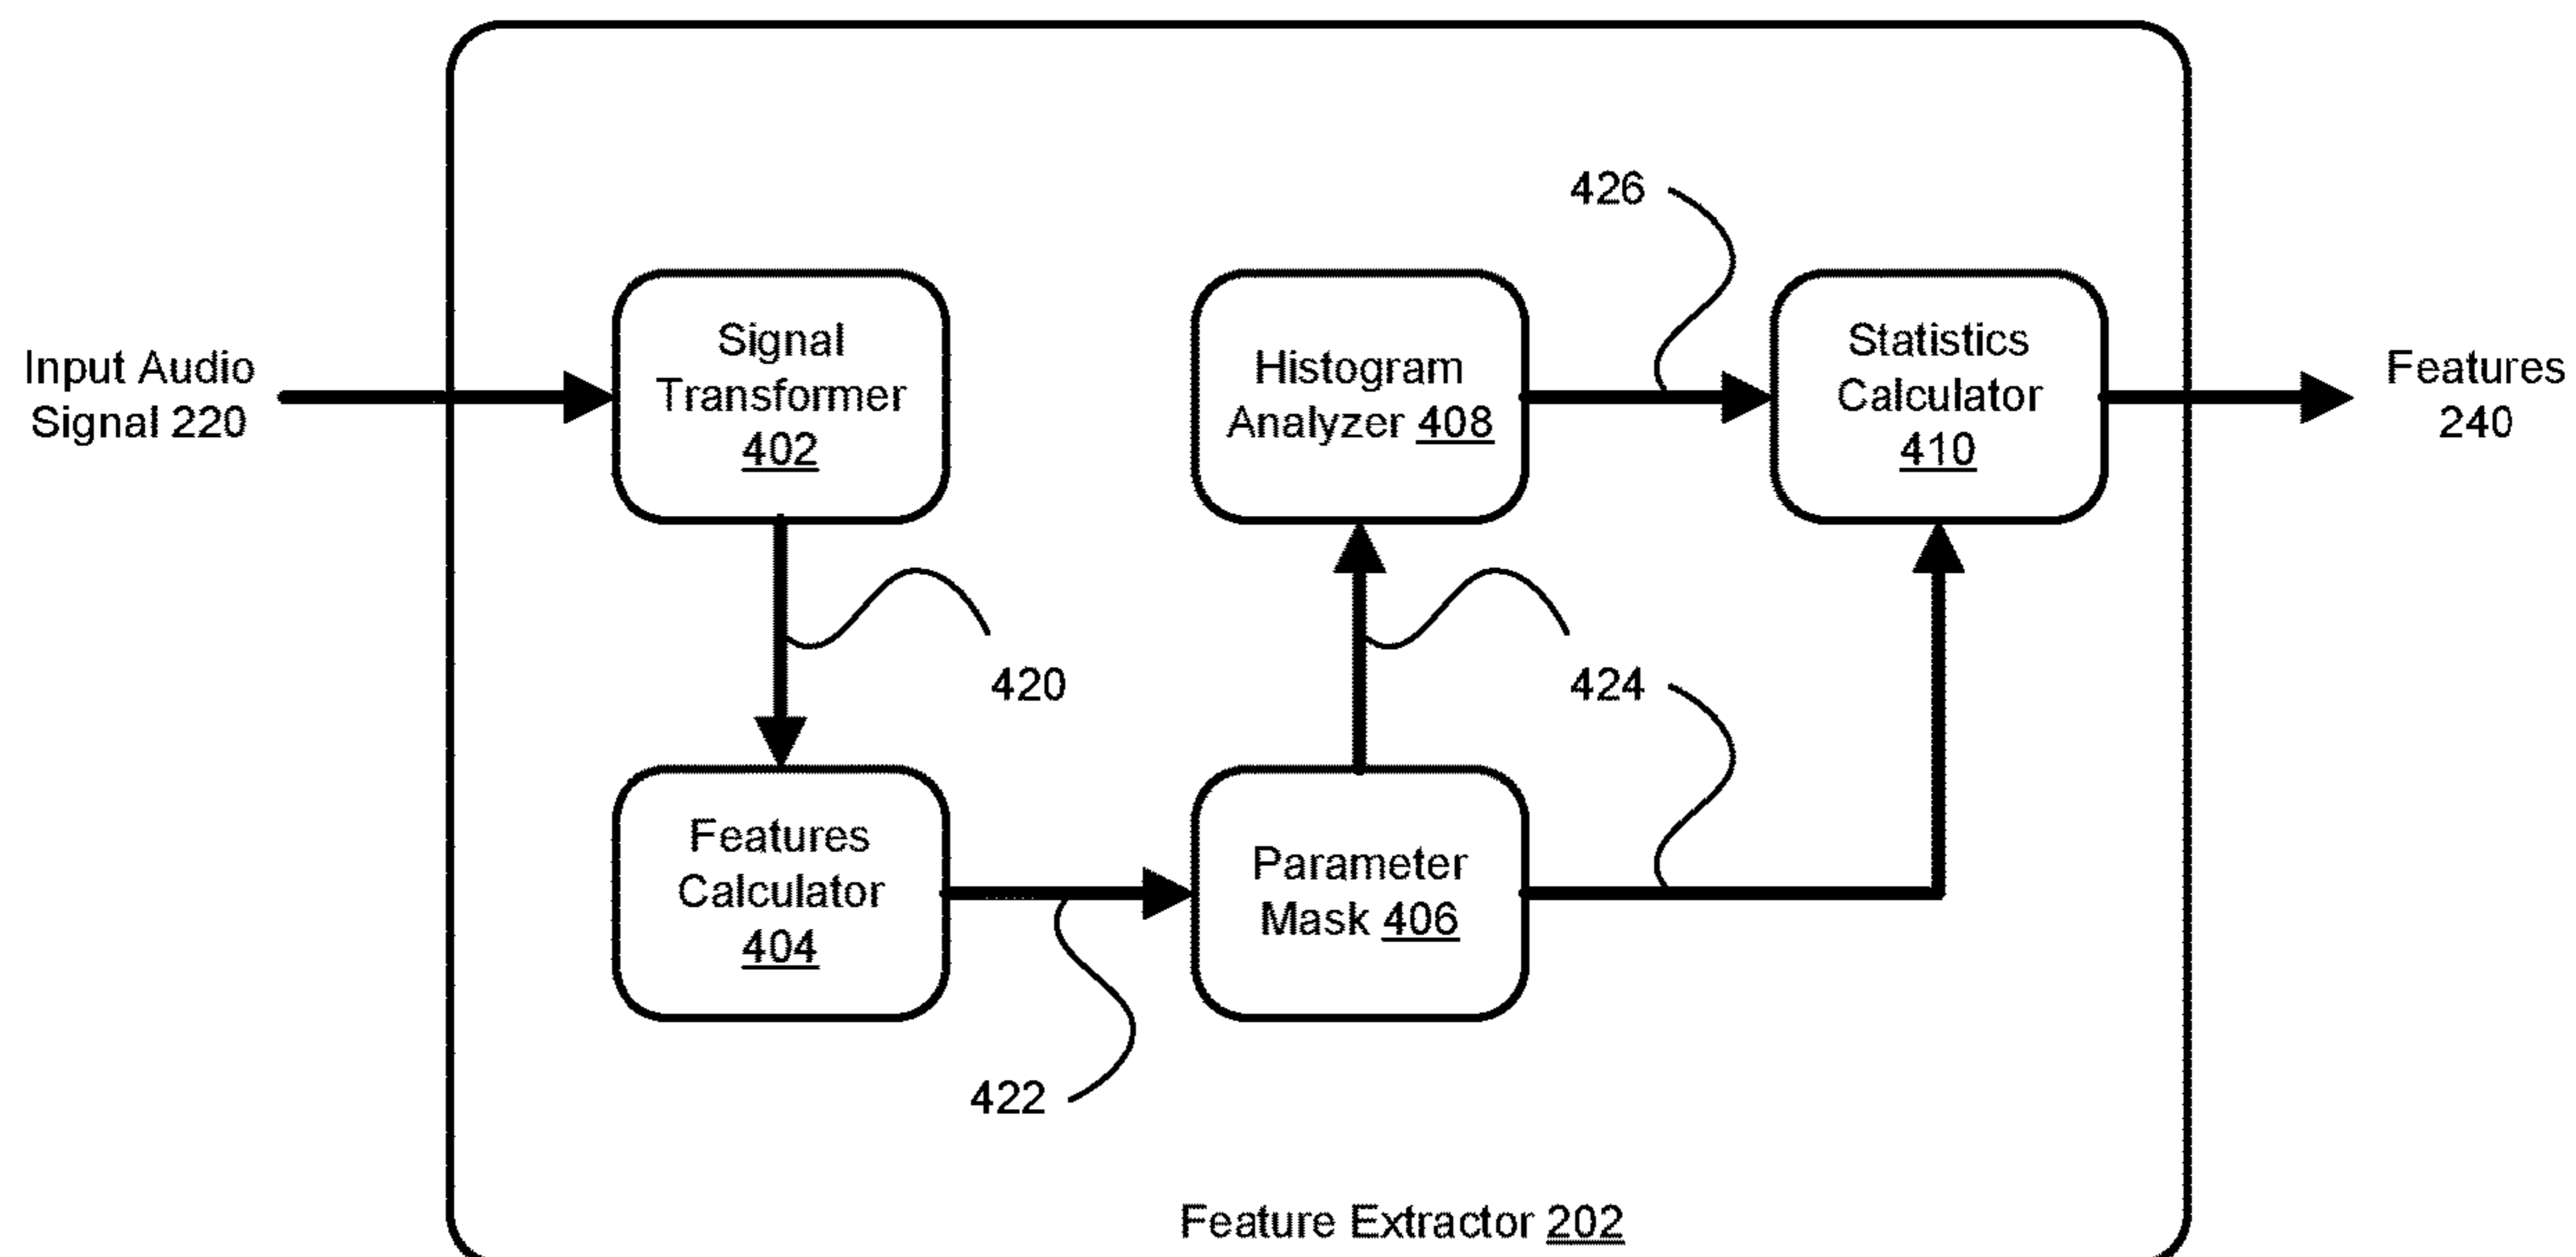 426
Input Audio
Signal 220
Signal
Transformer
402
Histogram
Analyzer 408
Statistics
Calculator
410
Features
240
420
424
Features
Calculator
404
Parameter
Mask 406
422
Feature Extractor 202